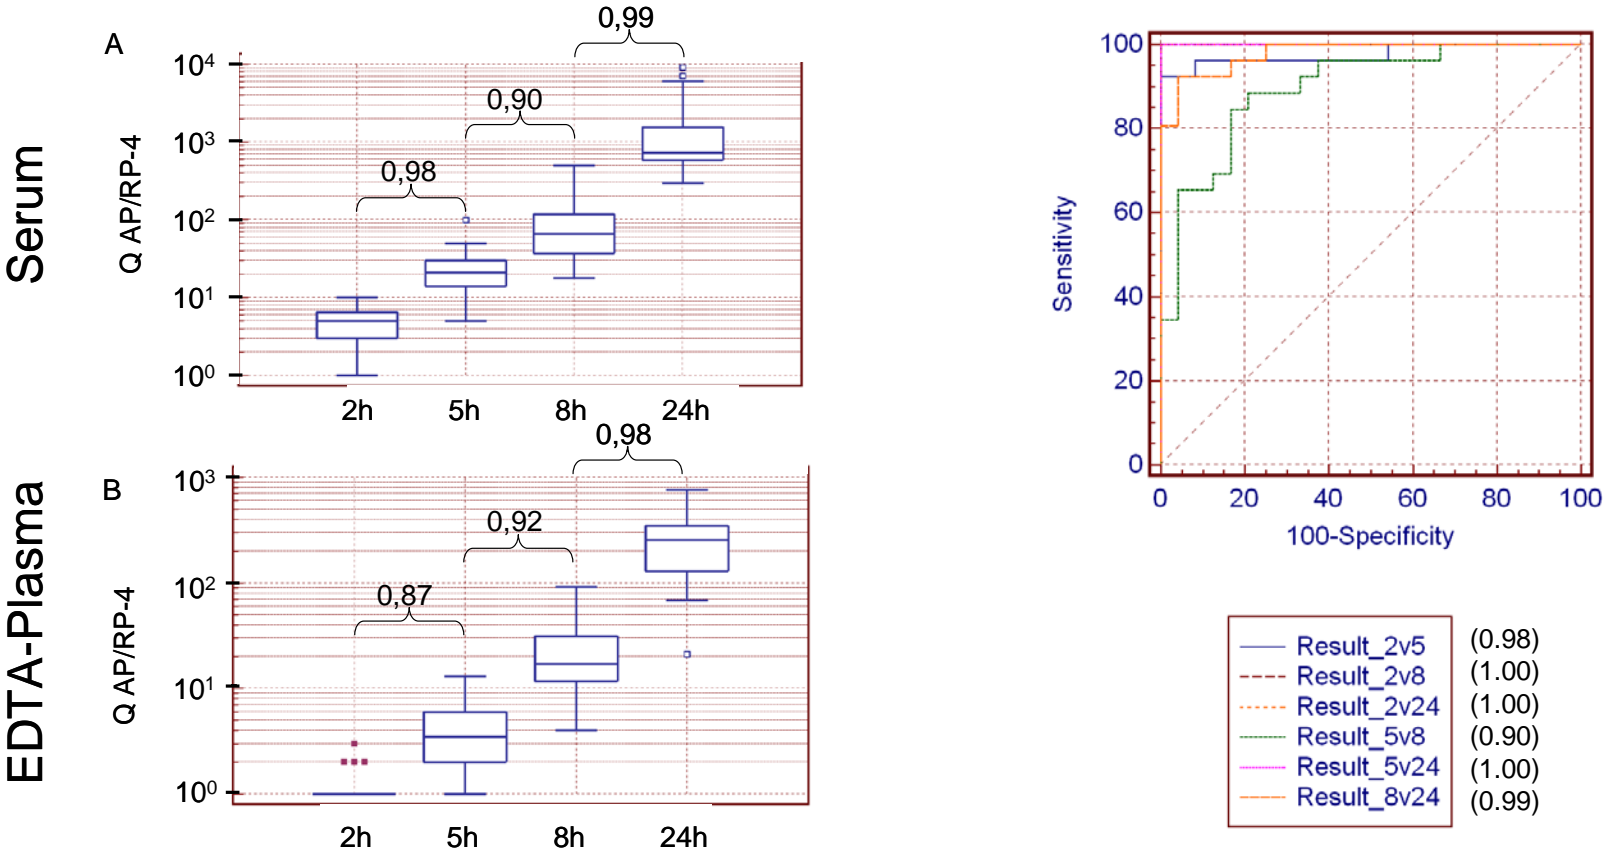 Serum
A
Q AP/RP-4
10⁴
10³
10²
10¹
10⁰
0,98
0,90
0,99
2h 5h 8h 24h
EDTA-Plasma
B
Q AP/RP-4
10³
10²
10¹
10⁰
0,87
0,92
0,98
2h 5h 8h 24h
Sensitivity
100
80
60
40
20
0
0 20 40 60 80 100
100-Specificity
Result_2v5 (0.98)
Result_2v8 (1.00)
Result_2v24 (1.00)
Result_5v8 (0.90)
Result_5v24 (1.00)
Result_8v24 (0.99)